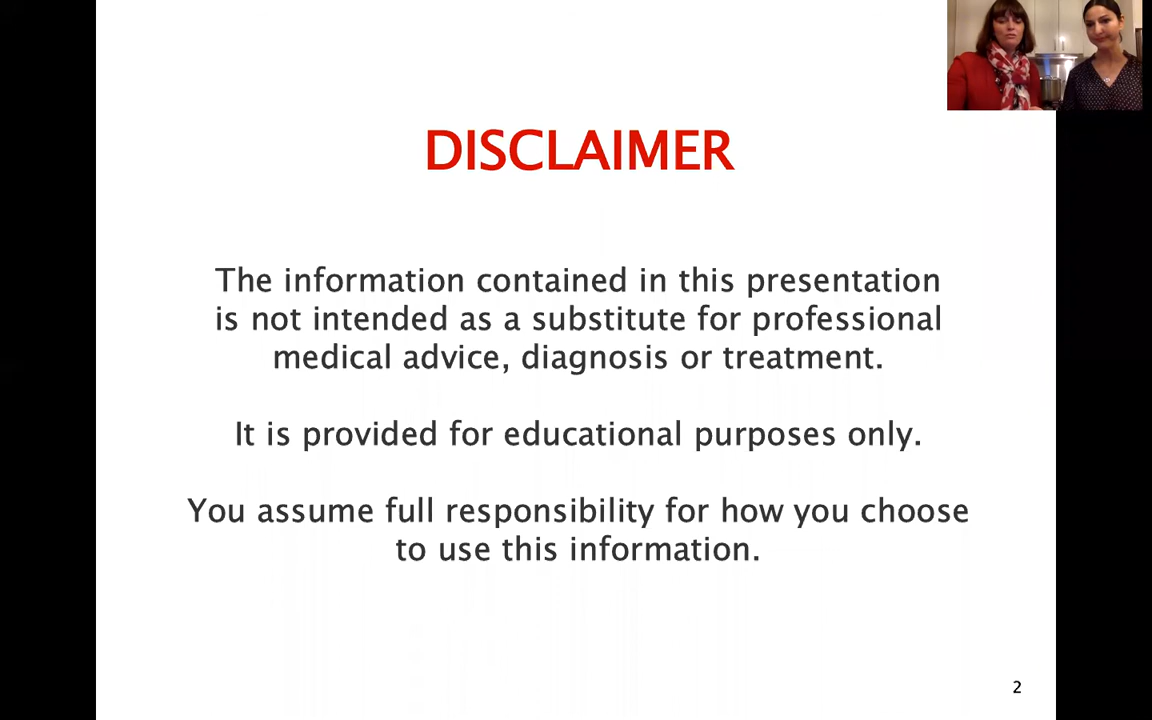 DISCLAIMER
The information contained in this presentation
is not intended as a substitute for professional
medical advice, diagnosis or treatment.
It is provided for educational purposes only.
You assume full responsibility for how you choose
to use this information.
2